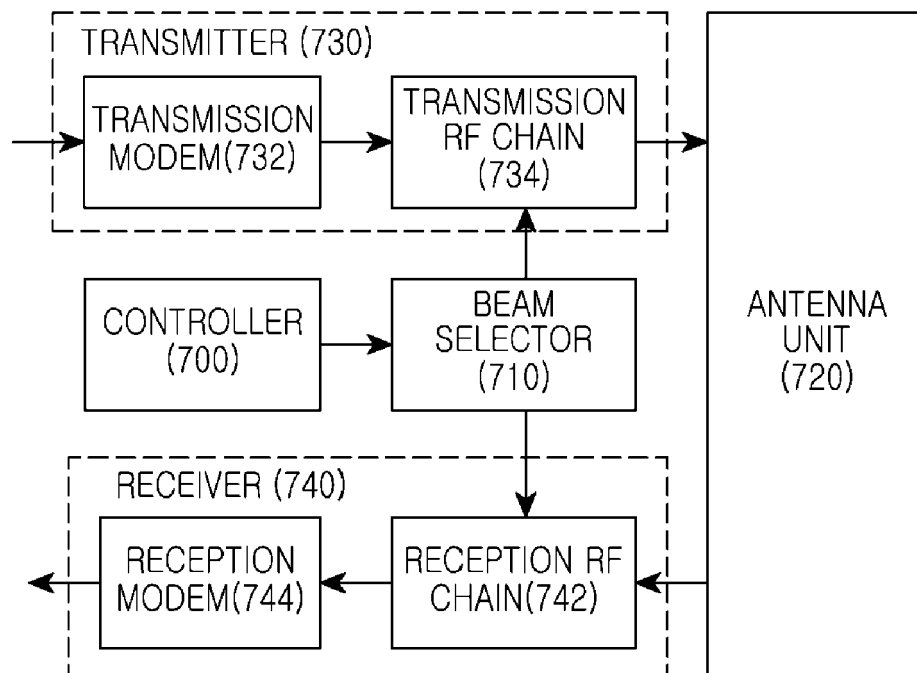 TRANSMITTER (730)
TRANSMISSION
MODEM(732)
TRANSMISSION
RF CHAIN
(734)
CONTROLLER
(700)
BEAM
SELECTOR
(710)
ANTENNA
UNIT
(720)
RECEIVER (740)
RECEPTION
MODEM(744)
RECEPTION RF
CHAIN(742)